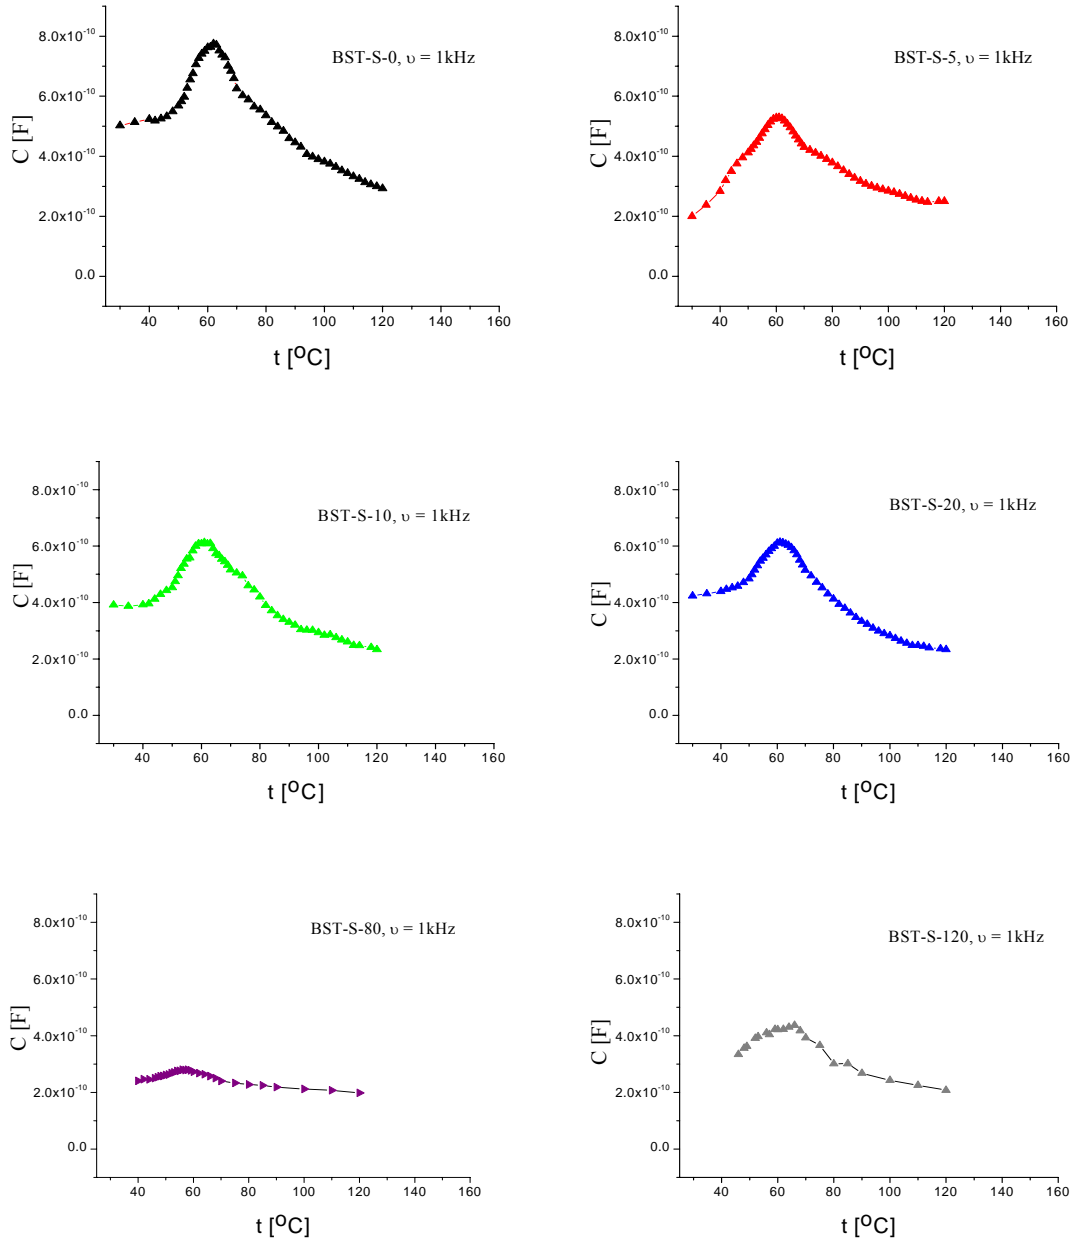 8.0x10⁻¹⁰
BST-S-0, υ = 1kHz
6.0x10⁻¹⁰
C [F]
4.0x10⁻¹⁰
2.0x10⁻¹⁰
0.0
40 60 80 100 120 140 160
t [°C]
8.0x10⁻¹⁰
BST-S-5, υ = 1kHz
6.0x10⁻¹⁰
C [F]
4.0x10⁻¹⁰
2.0x10⁻¹⁰
0.0
40 60 80 100 120 140 160
t [°C]
8.0x10⁻¹⁰
BST-S-10, υ = 1kHz
6.0x10⁻¹⁰
C [F]
4.0x10⁻¹⁰
2.0x10⁻¹⁰
0.0
40 60 80 100 120 140 160
t [°C]
8.0x10⁻¹⁰
BST-S-20, υ = 1kHz
6.0x10⁻¹⁰
C [F]
4.0x10⁻¹⁰
2.0x10⁻¹⁰
0.0
40 60 80 100 120 140 160
t [°C]
8.0x10⁻¹⁰
BST-S-80, υ = 1kHz
6.0x10⁻¹⁰
C [F]
4.0x10⁻¹⁰
2.0x10⁻¹⁰
0.0
40 60 80 100 120 140 160
t [°C]
8.0x10⁻¹⁰
BST-S-120, υ = 1kHz
6.0x10⁻¹⁰
C [F]
4.0x10⁻¹⁰
2.0x10⁻¹⁰
0.0
40 60 80 100 120 140 160
t [°C]